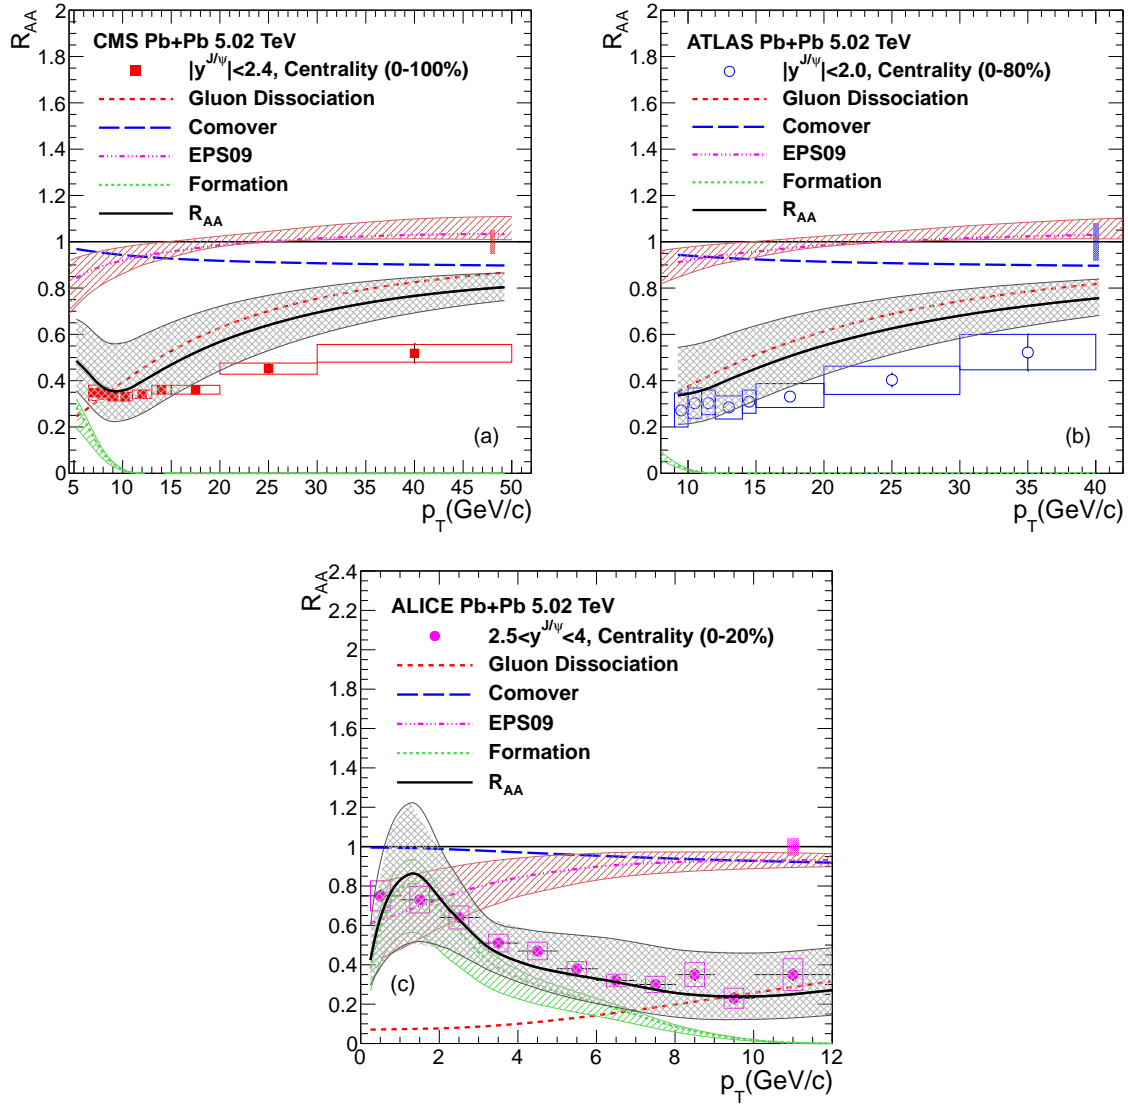 R_AA
CMS Pb+Pb 5.02 TeV
|y^J/ψ|<2.4, Centrality (0-100%)
Gluon Dissociation
Comover
EPS09
Formation
R_AA
(a)
2
1.8
1.6
1.4
1.2
1
0.8
0.6
0.4
0.2
0
5 10 15 20 25 30 35 40 45 50
p_T(GeV/c)
R_AA
ATLAS Pb+Pb 5.02 TeV
|y^J/ψ|<2.0, Centrality (0-80%)
Gluon Dissociation
Comover
EPS09
Formation
R_AA
(b)
2
1.8
1.6
1.4
1.2
1
0.8
0.6
0.4
0.2
0
10 15 20 25 30 35 40
p_T(GeV/c)
R_AA
ALICE Pb+Pb 5.02 TeV
2.5<y^J/ψ<4, Centrality (0-20%)
Gluon Dissociation
Comover
EPS09
Formation
R_AA
(c)
2.4
2.2
2
1.8
1.6
1.4
1.2
1
0.8
0.6
0.4
0.2
0
0 2 4 6 8 10 12
p_T(GeV/c)